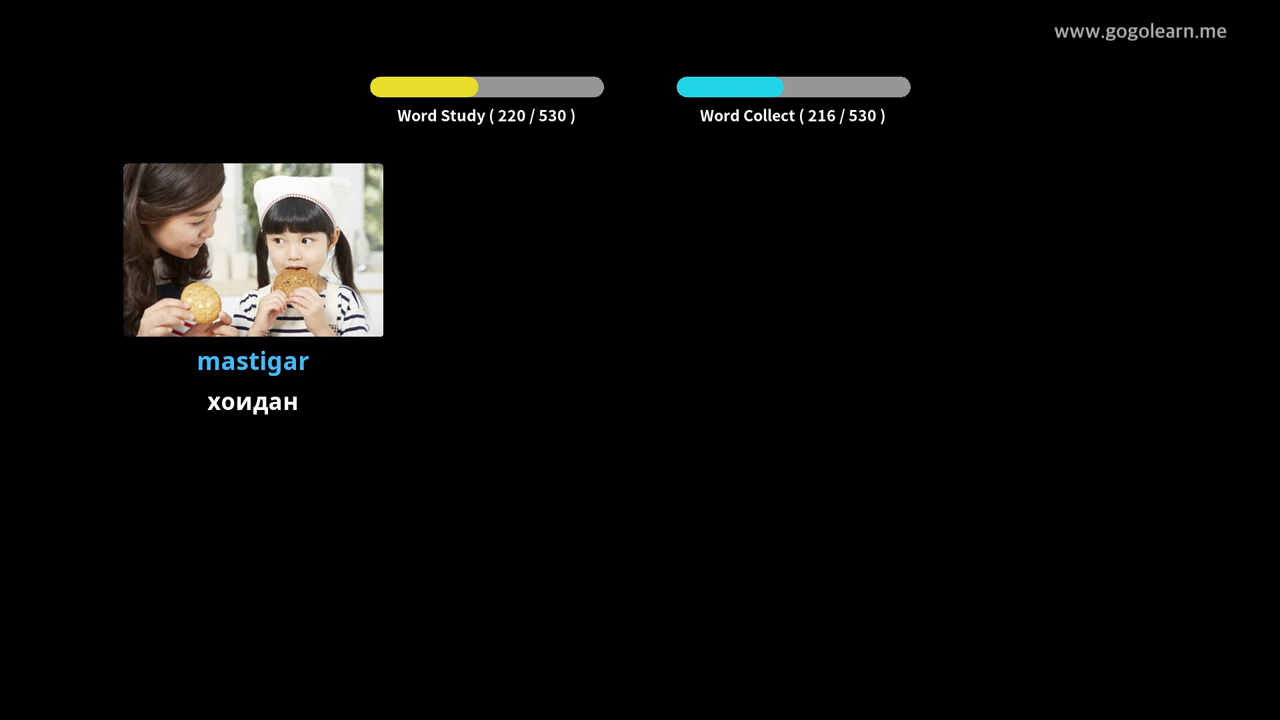 www.gogolearn.me
Word Study ( 220 / 530 )
Word Collect ( 216 / 530 )
mastigar
хоидан